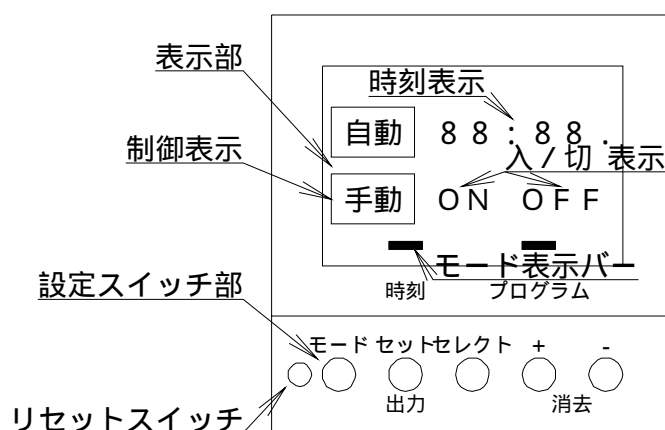 表示部
時刻表示
自動 88:88.
制御表示
入/切 表示
手動 ON OFF
モード表示バー
設定スイッチ部
時刻 プログラム
モード セット セレクト + -
出力 消去
リセットスイッチ